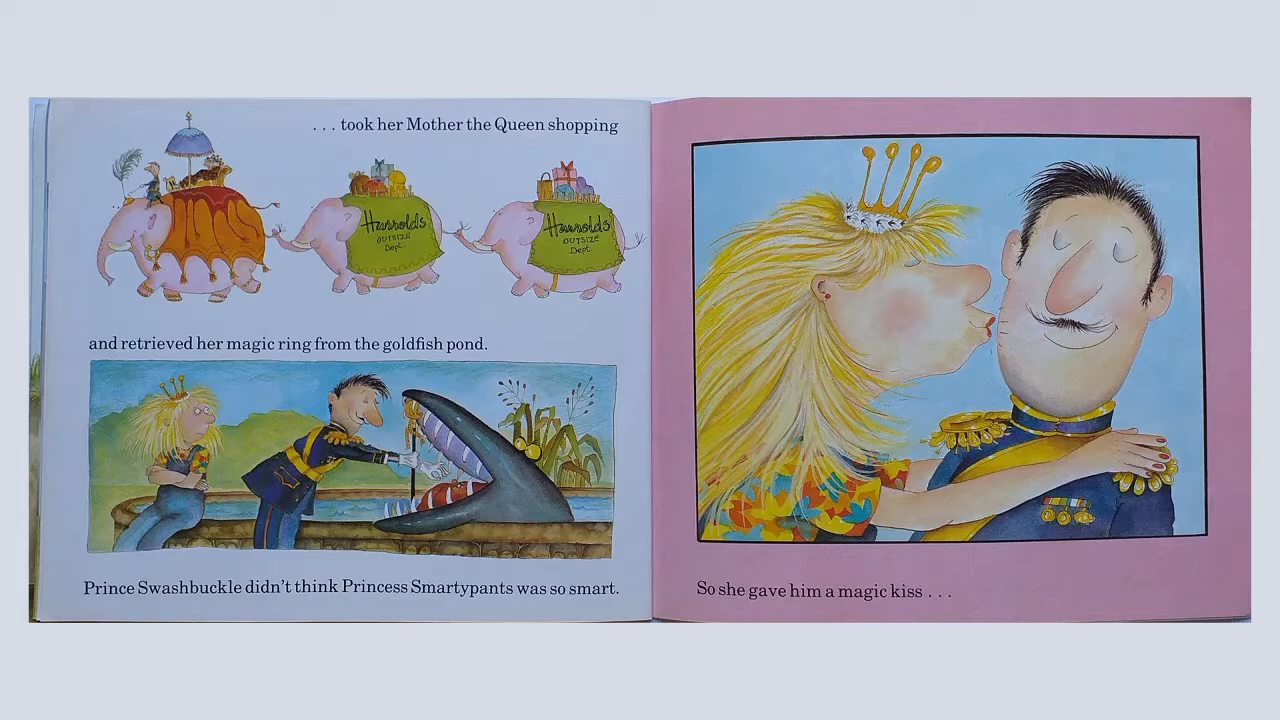 . . . took her Mother the Queen shopping
Harrolds
OUTSIZE
Dept.
Harrolds
OUTSIZE
Dept.
and retrieved her magic ring from the goldfish pond.
Prince Swashbuckle didn't think Princess Smartypants was so smart.
So she gave him a magic kiss . . .